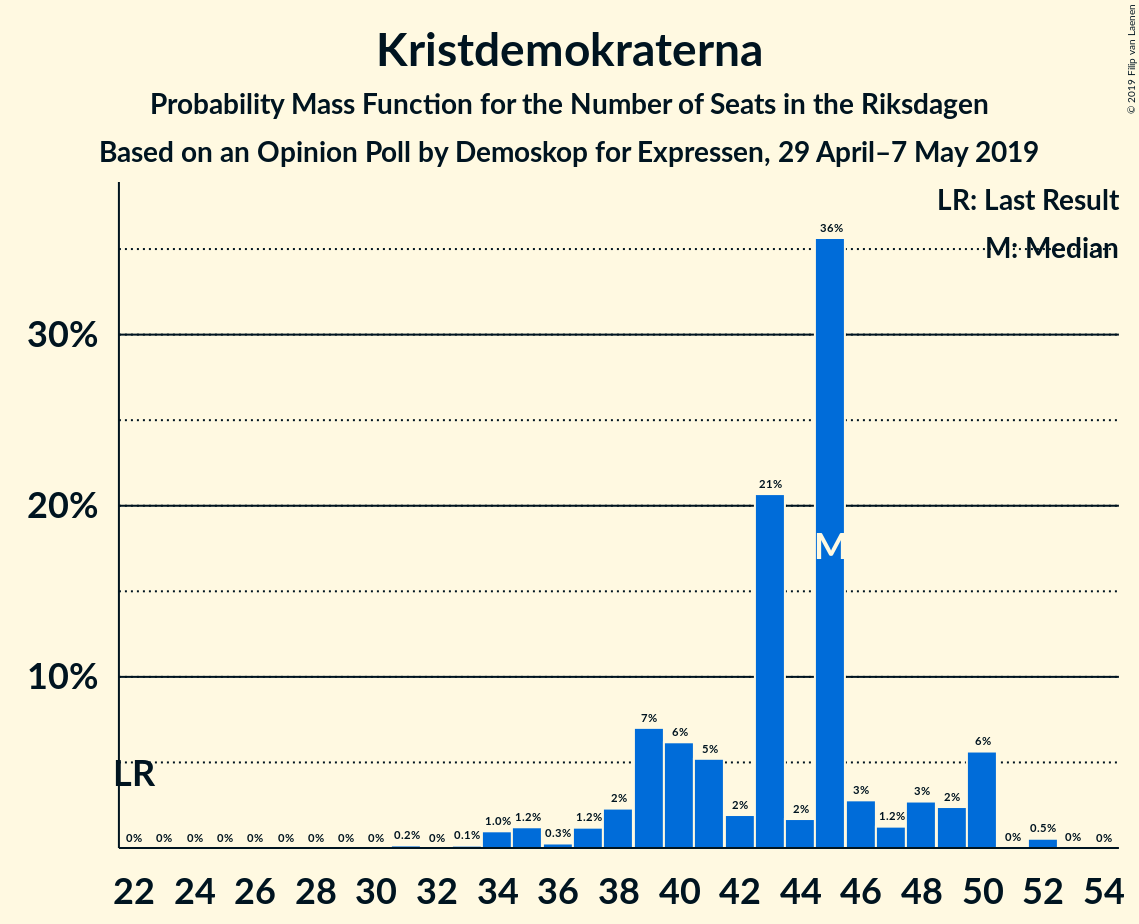 Kristdemokraterna
Probability Mass Function for the Number of Seats in the Riksdagen
Based on an Opinion Poll by Demoskop for Expressen, 29 April–7 May 2019
© 2019 Filip van Laenen
LR: Last Result
M: Median
36%
30%
21%
20%
M
10%
7%
6%
5%
6%
LR
0% 0% 0% 0% 0% 0% 0% 0% 0% 0.2% 0% 0.1% 1.0% 1.2% 0.3% 1.2% 2% 2% 2% 3% 1.2% 3% 2% 0% 0.5% 0% 0%
22 24 26 28 30 32 34 36 38 40 42 44 46 48 50 52 54